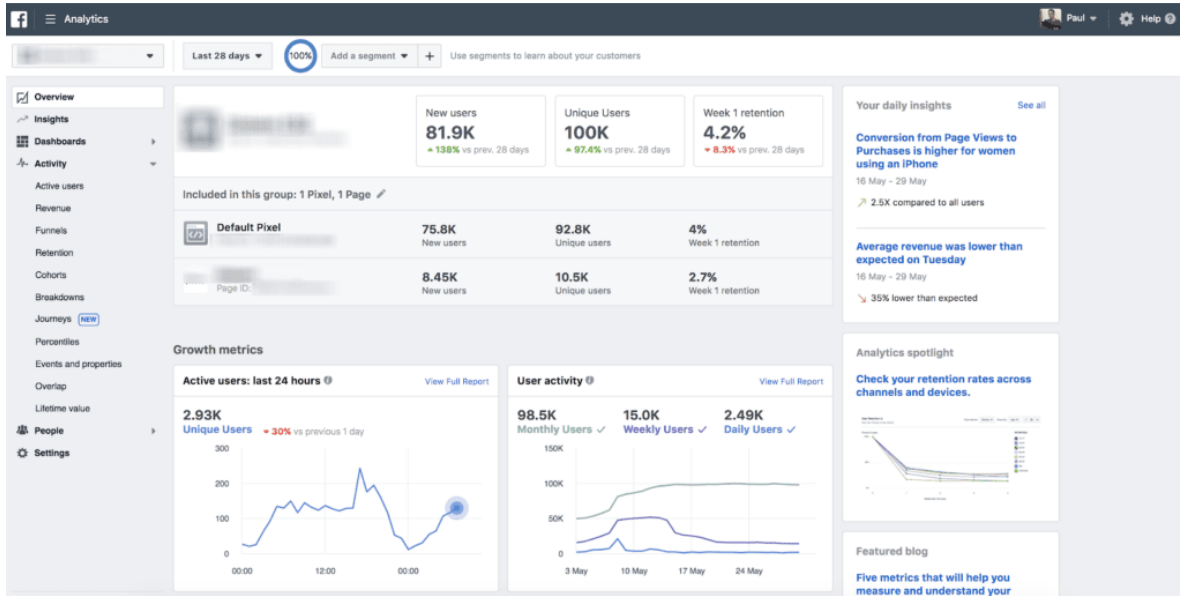 Analytics
Paul
Help
Last 28 days
100%
Add a segment
+
Use segments to learn about your customers
Overview
Insights
Dashboards
Activity
Active users
Revenue
Funnels
Retention
Cohorts
Breakdowns
Journeys NEW
Percentiles
Events and properties
Overlap
Lifetime value
People
Settings
New users
81.9K
138% vs prev. 28 days
Unique Users
100K
97.4% vs prev. 28 days
Week 1 retention
4.2%
8.3% vs prev. 28 days
Included in this group: 1 Pixel, 1 Page
Default Pixel
75.8K
New users
92.8K
Unique users
4%
Week 1 retention
Page ID:
8.45K
New users
10.5K
Unique users
2.7%
Week 1 retention
Growth metrics
Active users: last 24 hours
View Full Report
2.93K
Unique Users
30% vs previous 1 day
300
200
100
0
00:00 12:00 00:00
User activity
View Full Report
98.5K
Monthly Users
15.0K
Weekly Users
2.49K
Daily Users
150K
100K
50K
0
3 May 10 May 17 May 24 May
Your daily insights
See all
Conversion from Page Views to
Purchases is higher for women
using an iPhone
16 May - 29 May
2.5X compared to all users
Average revenue was lower than
expected on Tuesday
16 May - 29 May
35% lower than expected
Analytics spotlight
Check your retention rates across
channels and devices.
Featured blog
Five metrics that will help you
measure and understand your